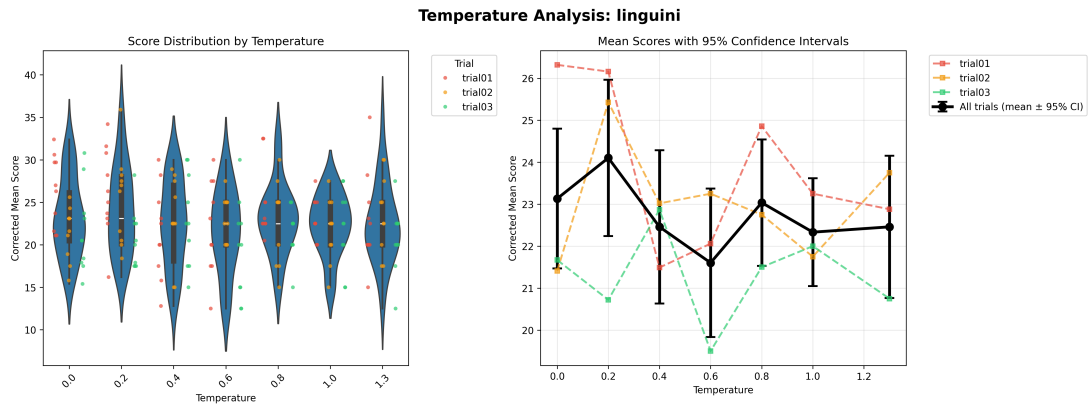 Temperature Analysis: linguini
Score Distribution by Temperature
Corrected Mean Score
40
35
30
25
20
15
10
0.0
0.2
0.4
0.6
0.8
1.0
1.3
Temperature
Trial
trial01
trial02
trial03
Mean Scores with 95% Confidence Intervals
Corrected Mean Score
26
25
24
23
22
21
20
0.0
0.2
0.4
0.6
0.8
1.0
1.2
Temperature
trial01
trial02
trial03
All trials (mean ± 95% CI)